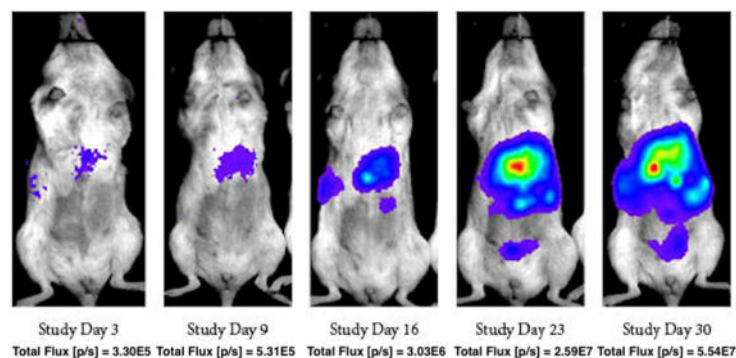 Study Day 3 Study Day 9 Study Day 16 Study Day 23 Study Day 30
Total Flux [p/s] = 3.30E5 Total Flux [p/s] = 5.31E5 Total Flux [p/s] = 3.03E6 Total Flux [p/s] = 2.59E7 Total Flux [p/s] = 5.54E7